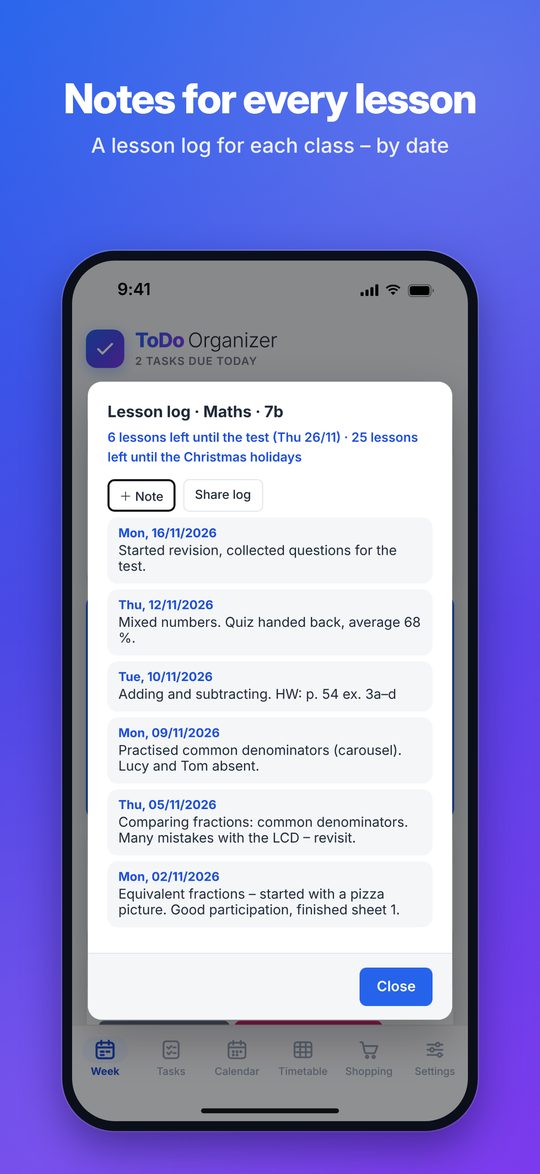 Notes for every lesson
A lesson log for each class – by date
9:41
ToDo Organizer
2 TASKS DUE TODAY
Lesson log · Maths · 7b
6 lessons left until the test (Thu 26/11) · 25 lessons
left until the Christmas holidays
+ Note
Share log
Mon, 16/11/2026
Started revision, collected questions for the
test.
Thu, 12/11/2026
Mixed numbers. Quiz handed back, average 68
%.
Tue, 10/11/2026
Adding and subtracting. HW: p. 54 ex. 3a–d
Mon, 09/11/2026
Practised common denominators (carousel).
Lucy and Tom absent.
Thu, 05/11/2026
Comparing fractions: common denominators.
Many mistakes with the LCD – revisit.
Mon, 02/11/2026
Equivalent fractions – started with a pizza
picture. Good participation, finished sheet 1.
Close
Week
Tasks
Calendar
Timetable
Shopping
Settings